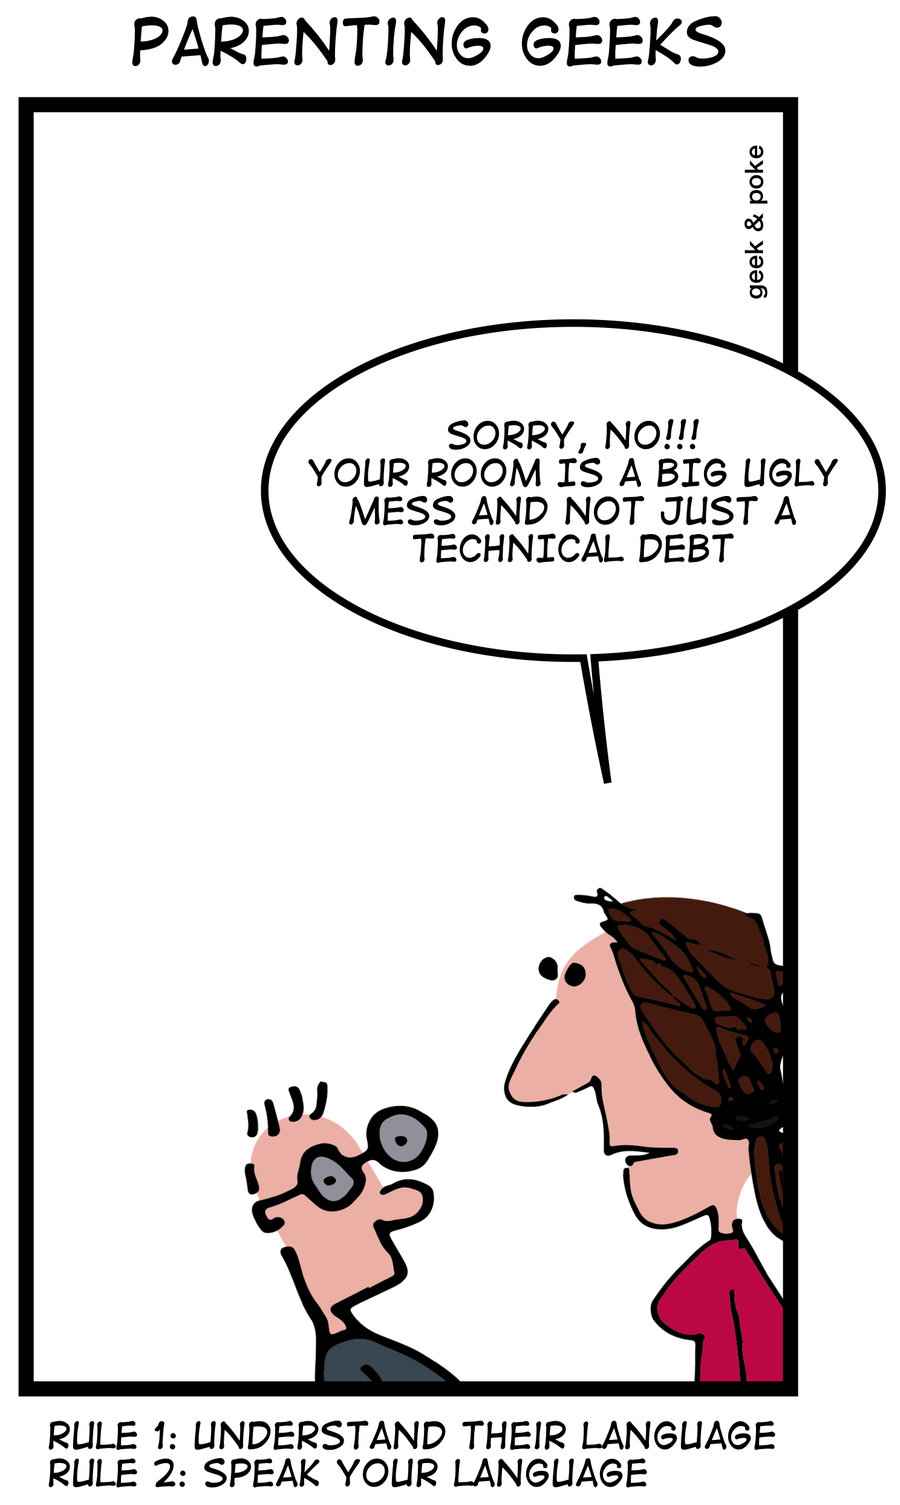 PARENTING GEEKS
geek & poke
SORRY, NO!!!
YOUR ROOM IS A BIG UGLY
MESS AND NOT JUST A
TECHNICAL DEBT
RULE 1: UNDERSTAND THEIR LANGUAGE
RULE 2: SPEAK YOUR LANGUAGE